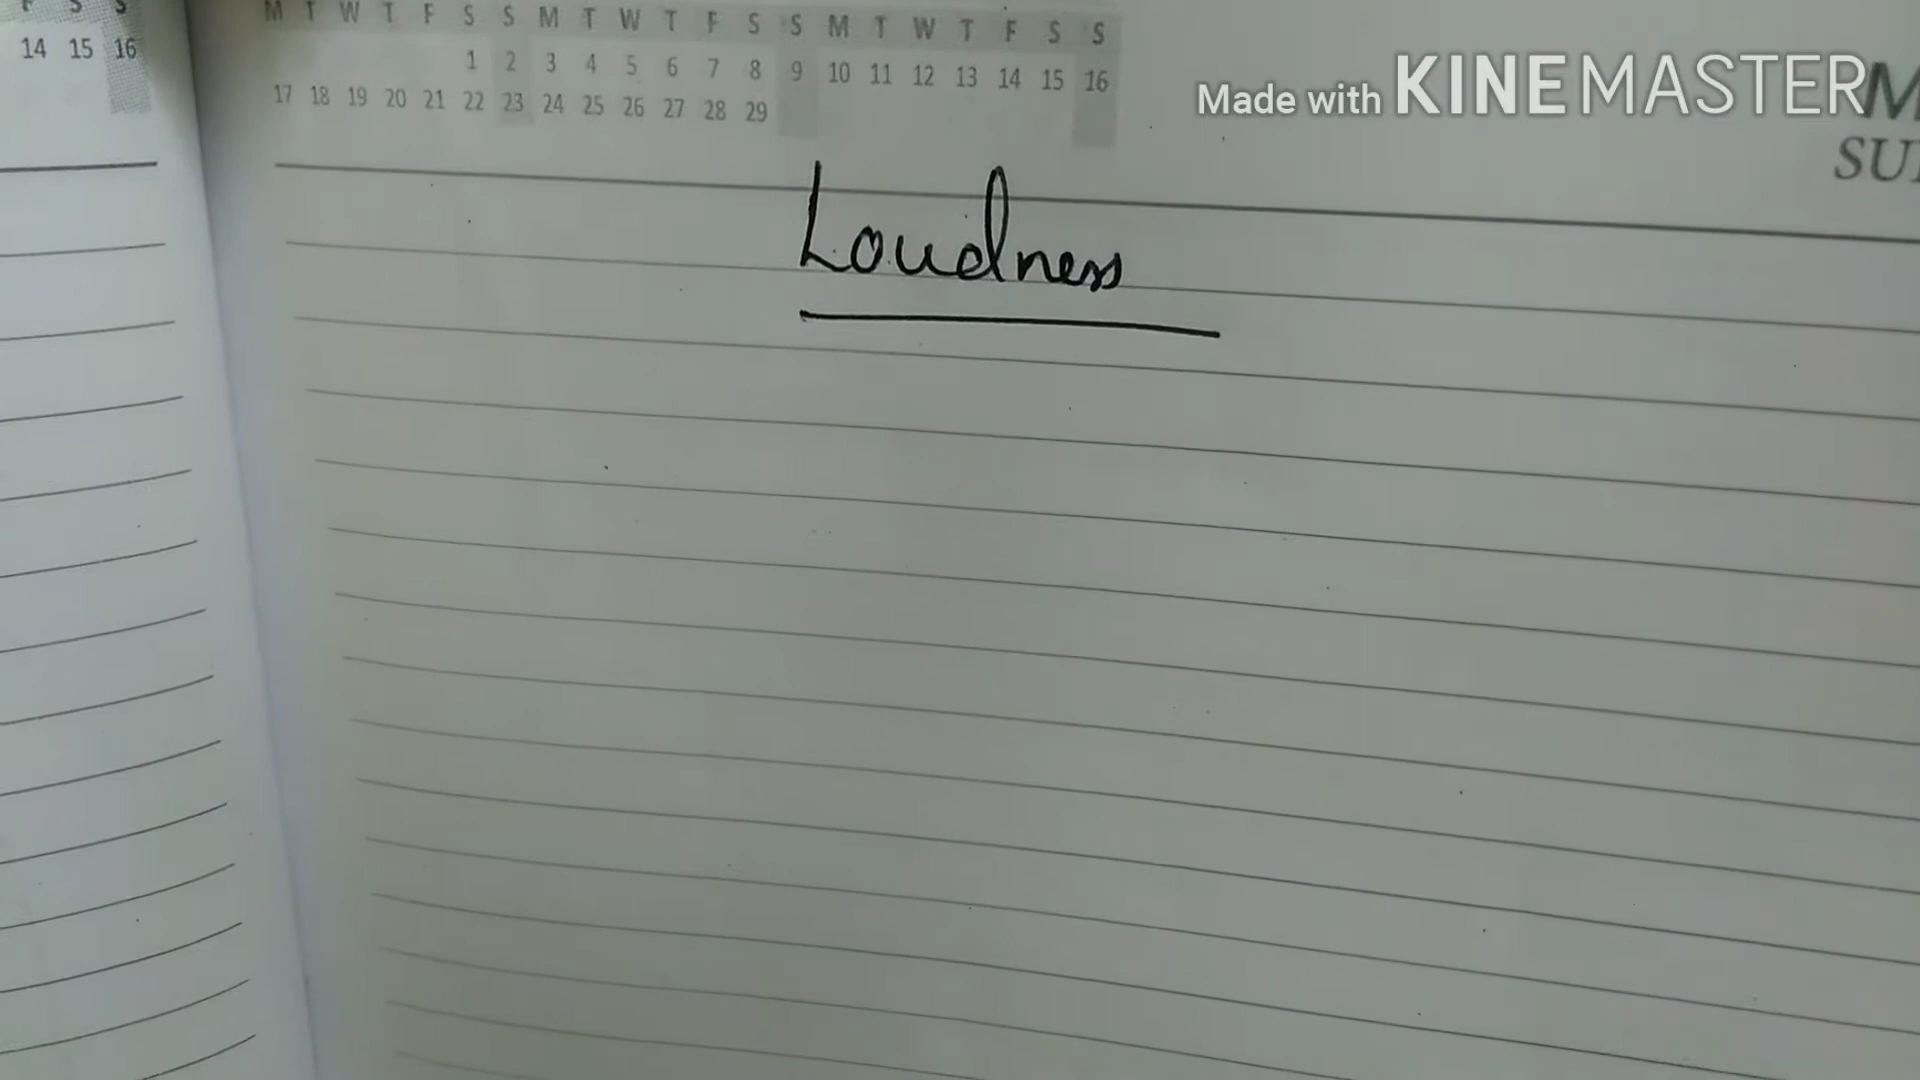 F S S
14 15 16
M T W T F S S M T W T F S S M T W T F S S
1 2 3 4 5 6 7 8 9 10 11 12 13 14 15 16
17 18 19 20 21 22 23 24 25 26 27 28 29
Made with KINEMASTER
Loudness